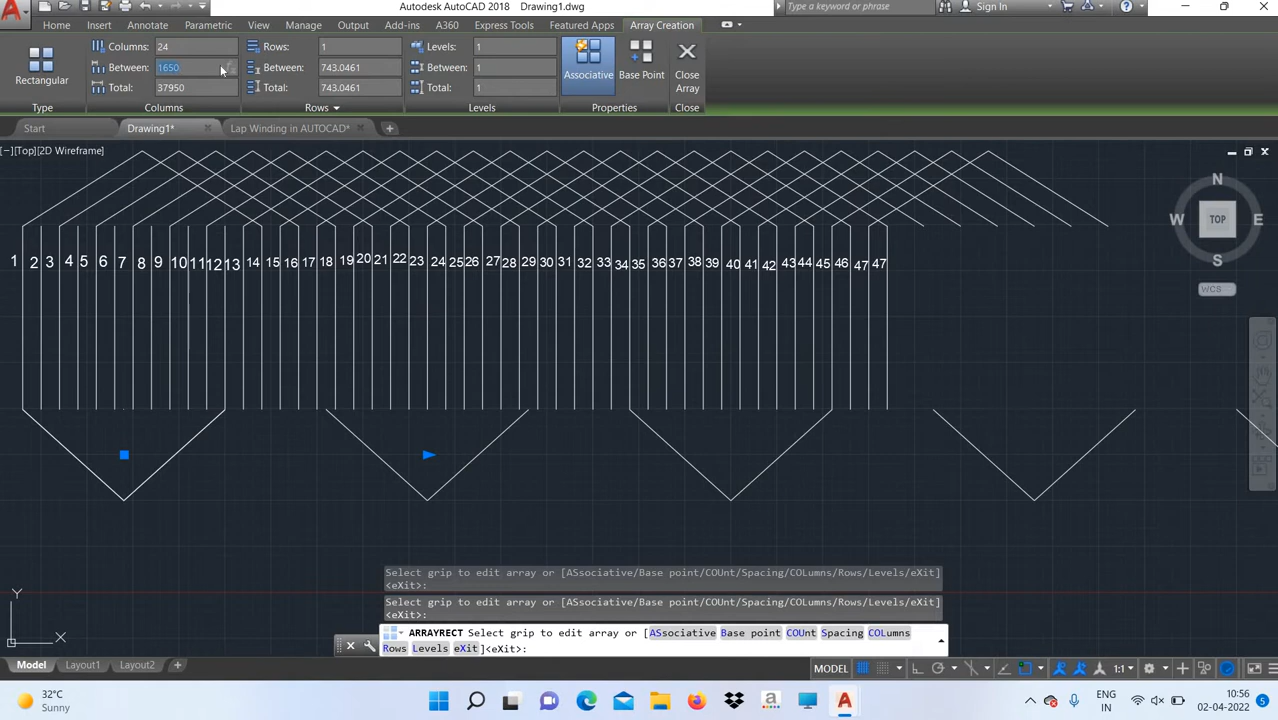 Autodesk AutoCAD 2018 Drawing1.dwg
Type a keyword or phrase
Sign In
Home Insert Annotate Parametric View Manage Output Add-ins A360 Express Tools Featured Apps Array Creation
Columns: 24 Rows: 1 Levels: 1
Between: 1650 Between: 743.0461 Between: 1
Total: 37950 Total: 743.0461 Total: 1
Rectangular Associative Base Point Close Array
Type Columns Rows Levels Properties Close
Start Drawing1* Lap Winding in AUTOCAD*
[−][Top][2D Wireframe]
N
W TOP E
S
WCS
1 2 3 4 5 6 7 8 9 10 11 12 13 14 15 16 17 18 19 20 21 22 23 24 25 26 27 28 29 30 31 32 33 34 35 36 37 38 39 40 41 42 43 44 45 46 47 47
Select grip to edit array or [ASsociative/Base point/COUnt/Spacing/COLumns/Rows/Levels/eXit]
<eXit>:
Select grip to edit array or [ASsociative/Base point/COUnt/Spacing/COLumns/Rows/Levels/eXit]
<eXit>:
ARRAYRECT Select grip to edit array or [ASsociative Base point COUnt Spacing COLumns
Rows Levels eXit]<eXit>:
Y
X
Model Layout1 Layout2
MODEL 1:1
32°C
Sunny
ENG
IN
10:56
02-04-2022
5